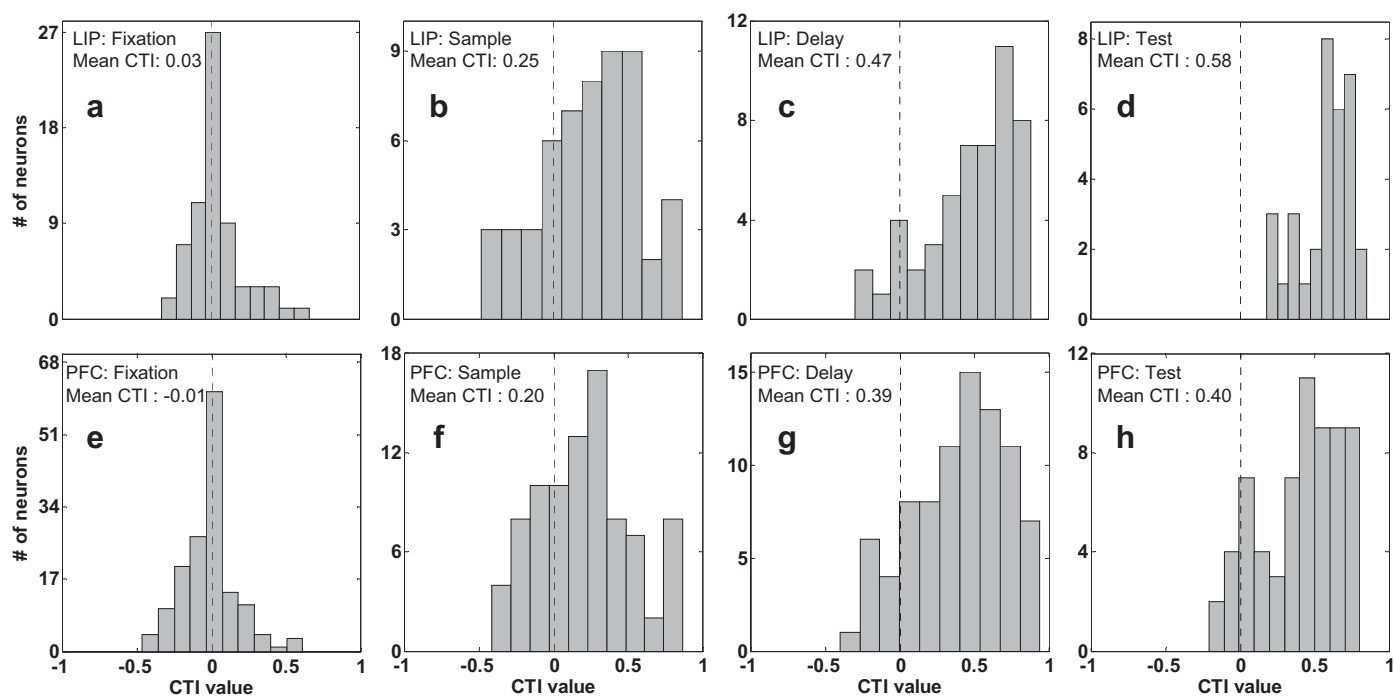 LIP: Fixation
Mean CTI: 0.03
a
27
18
9
0
# of neurons
LIP: Sample
Mean CTI: 0.25
b
9
6
3
0
LIP: Delay
Mean CTI : 0.47
c
12
8
4
0
LIP: Test
Mean CTI : 0.58
d
8
6
4
2
0
PFC: Fixation
Mean CTI : -0.01
e
68
51
34
17
0
# of neurons
-1 -0.5 0 0.5 1
CTI value
PFC: Sample
Mean CTI : 0.20
f
18
12
6
0
-1 -0.5 0 0.5 1
CTI value
PFC: Delay
Mean CTI : 0.39
g
15
10
5
0
-1 -0.5 0 0.5 1
CTI value
PFC: Test
Mean CTI : 0.40
h
12
8
4
0
-1 -0.5 0 0.5 1
CTI value